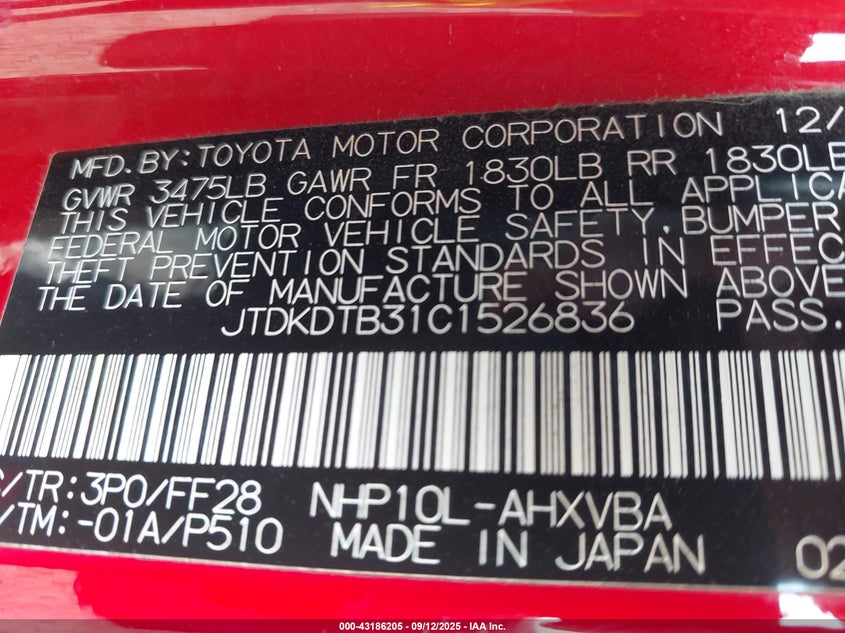 MFD. BY: TOYOTA MOTOR CORPORATION 12/
GVWR 3475LB GAWR FR 1830LB RR 1830LB
THIS VEHICLE CONFORMS TO ALL APPLICA
FEDERAL MOTOR VEHICLE SAFETY, BUMPER
THEFT PREVENTION STANDARDS IN EFFEC
THE DATE OF MANUFACTURE SHOWN ABOVE
JTDKDTB31C1526836 PASS.
/TR: 3P0/FF28 NHP10L-AHXVBA
/TM: -01A/P510 MADE IN JAPAN 02
000-43186205 - 09/12/2025 - IAA Inc.